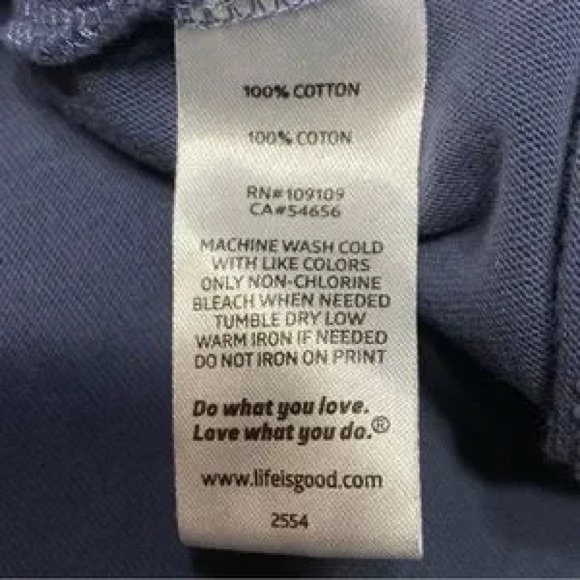 100% COTTON
100% COTON
RN#109109
CA#54656
MACHINE WASH COLD
WITH LIKE COLORS
ONLY NON-CHLORINE
BLEACH WHEN NEEDED
TUMBLE DRY LOW
WARM IRON IF NEEDED
DO NOT IRON ON PRINT
Do what you love.
Love what you do.®
www.lifeisgood.com
2554